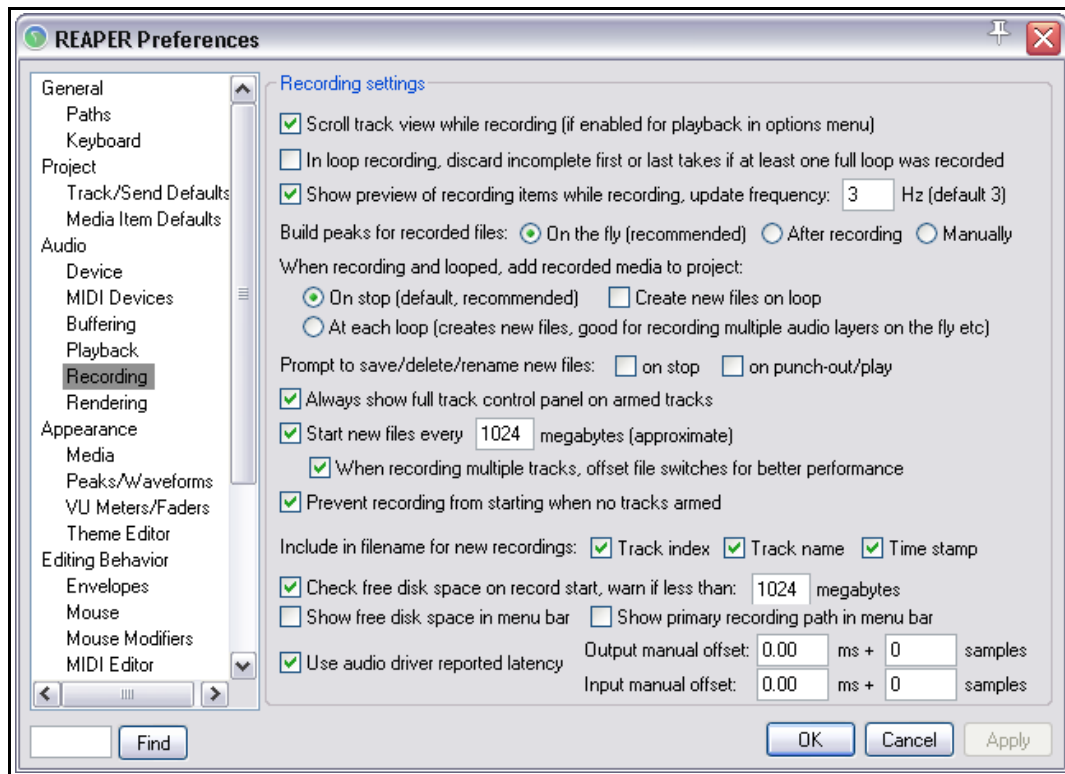 REAPER Preferences
General
Paths
Keyboard
Project
Track/Send Defaults
Media Item Defaults
Audio
Device
MIDI Devices
Buffering
Playback
Recording
Rendering
Appearance
Media
Peaks/Waveforms
VU Meters/Faders
Theme Editor
Editing Behavior
Envelopes
Mouse
Mouse Modifiers
MIDI Editor
Find
Recording settings
Scroll track view while recording (if enabled for playback in options menu)
In loop recording, discard incomplete first or last takes if at least one full loop was recorded
Show preview of recording items while recording, update frequency: 3 Hz (default 3)
Build peaks for recorded files: On the fly (recommended) After recording Manually
When recording and looped, add recorded media to project:
On stop (default, recommended) Create new files on loop
At each loop (creates new files, good for recording multiple audio layers on the fly etc)
Prompt to save/delete/rename new files: on stop on punch-out/play
Always show full track control panel on armed tracks
Start new files every 1024 megabytes (approximate)
When recording multiple tracks, offset file switches for better performance
Prevent recording from starting when no tracks armed
Include in filename for new recordings: Track index Track name Time stamp
Check free disk space on record start, warn if less than: 1024 megabytes
Show free disk space in menu bar Show primary recording path in menu bar
Use audio driver reported latency
Output manual offset: 0.00 ms + 0 samples
Input manual offset: 0.00 ms + 0 samples
OK Cancel Apply